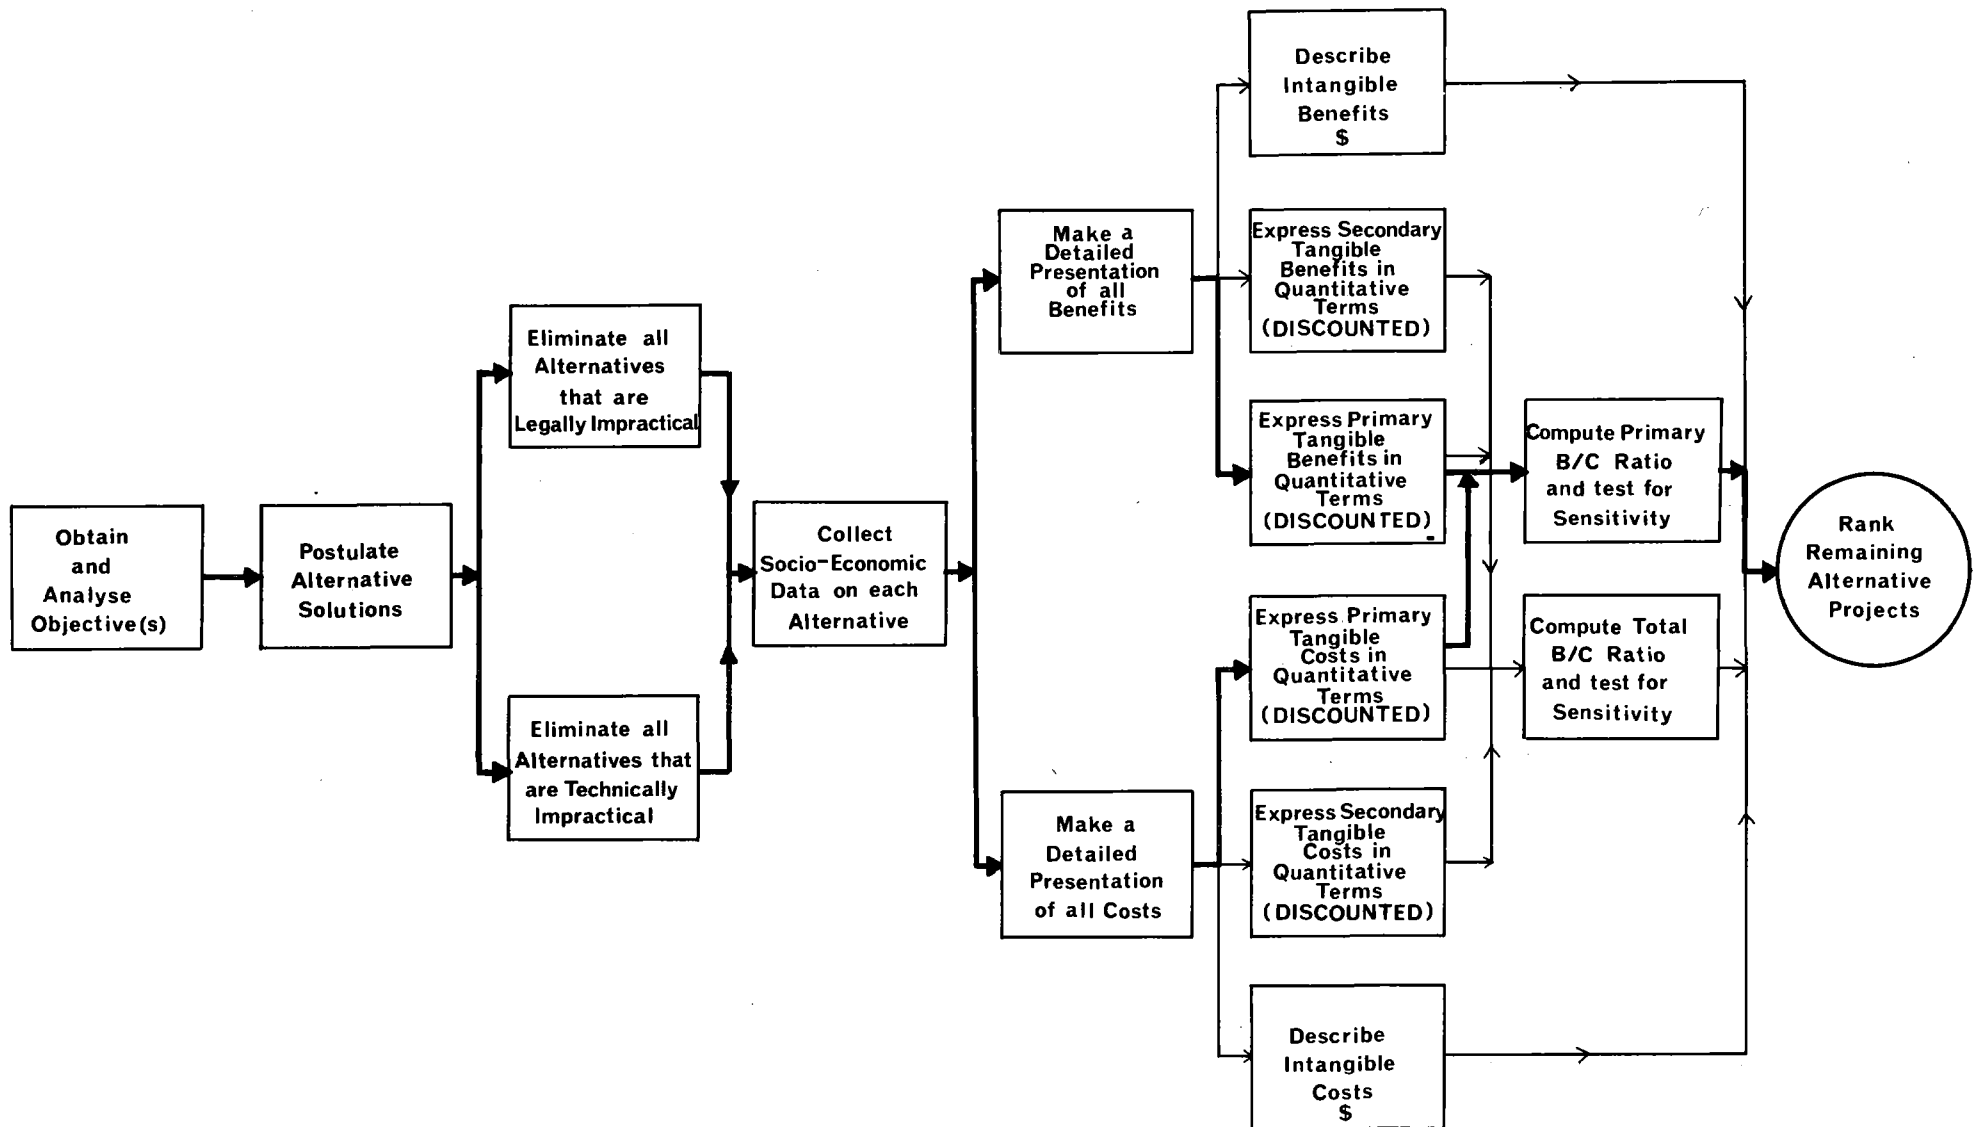 Obtain
and
Analyse
Objective(s)
Postulate
Alternative
Solutions
Eliminate all
Alternatives
that are
Legally Impractical
Eliminate all
Alternatives that
are Technically
Impractical
Collect
Socio-Economic
Data on each
Alternative
Make a
Detailed
Presentation
of all
Benefits
Make a
Detailed
Presentation
of all Costs
Describe
Intangible
Benefits
$
Express Secondary
Tangible
Benefits in
Quantitative
Terms
(DISCOUNTED)
Express Primary
Tangible
Benefits in
Quantitative
Terms
(DISCOUNTED)
Express Primary
Tangible
Costs in
Quantitative
Terms
(DISCOUNTED)
Express Secondary
Tangible
Costs in
Quantitative
Terms
(DISCOUNTED)
Describe
Intangible
Costs
$
Compute Primary
B/C Ratio
and test for
Sensitivity
Compute Total
B/C Ratio
and test for
Sensitivity
Rank
Remaining
Alternative
Projects